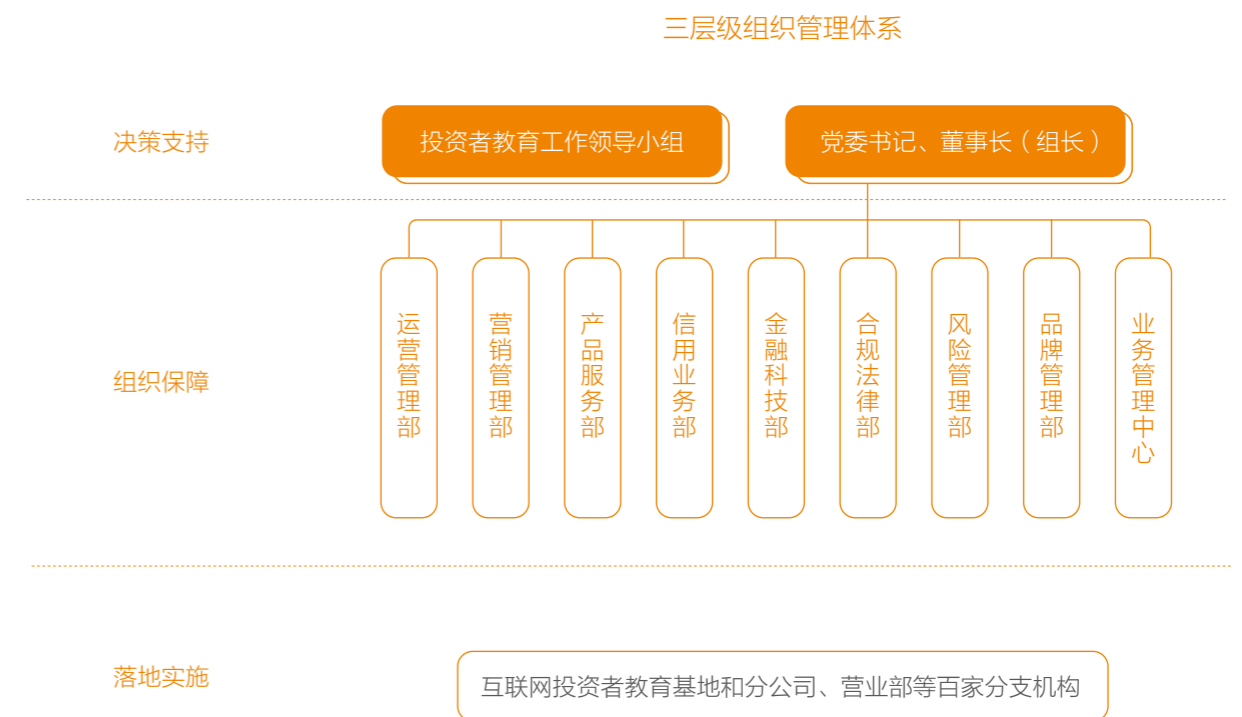 三层级组织管理体系
决策支持
投资者教育工作领导小组
党委书记、董事长（组长）
组织保障
运营管理部
营销管理部
产品服务部
信用业务部
金融科技部
合规法律部
风险管理部
品牌管理部
业务管理中心
落地实施
互联网投资者教育基地和分公司、营业部等百家分支机构